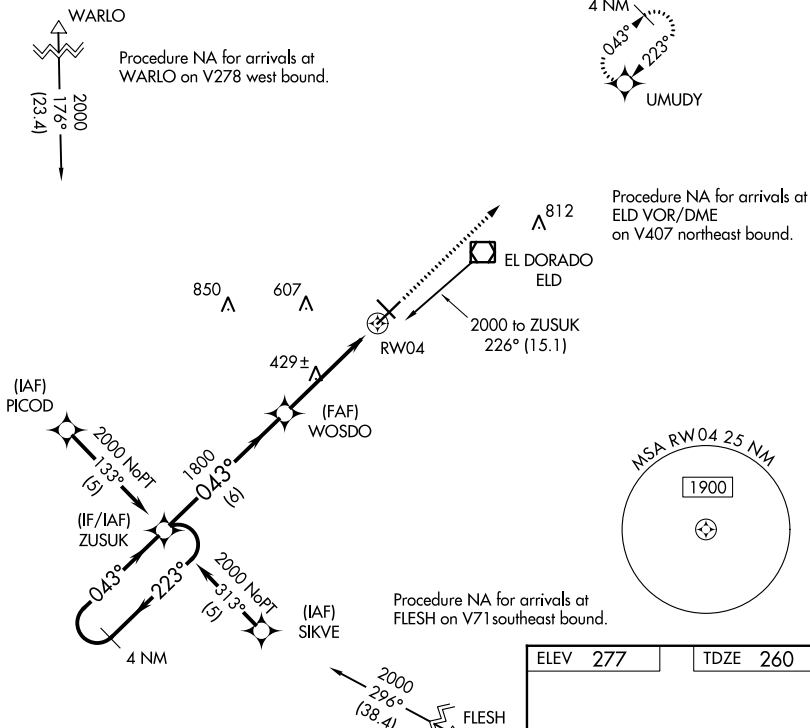 WARLO
Procedure NA for arrivals at
WARLO on V278 west bound.
2000
176°
(23.4)
4 NM
043°
223°
UMUDY
Procedure NA for arrivals at
ELD VOR/DME
on V407 northeast bound.
812
EL DORADO
ELD
850
607
2000 to ZUSUK
226° (15.1)
RW04
429±
(IAF)
PICOD
(FAF)
WOSDO
2000 NoPT
133°
(5)
1800
043°
(6)
MSA RW04 25 NM
1900
(IF/IAF)
ZUSUK
043°
223°
2000 NoPT
313°
(5)
(IAF)
SIKVE
4 NM
Procedure NA for arrivals at
FLESH on V71southeast bound.
2000
296°
(38.4)
FLESH
ELEV 277
TDZE 260